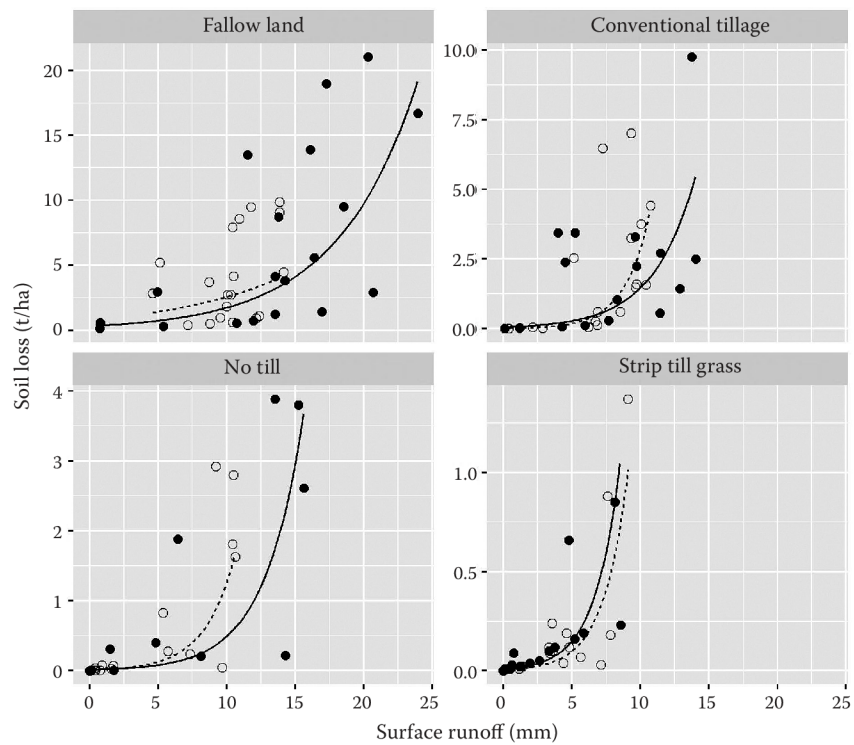 Fallow land
Conventional tillage
20
15
10
5
0
10.0
7.5
5.0
2.5
0.0
Soil loss (t/ha)
No till
Strip till grass
4
3
2
1
0
1.0
0.5
0.0
0 5 10 15 20 25
0 5 10 15 20 25
Surface runoff (mm)